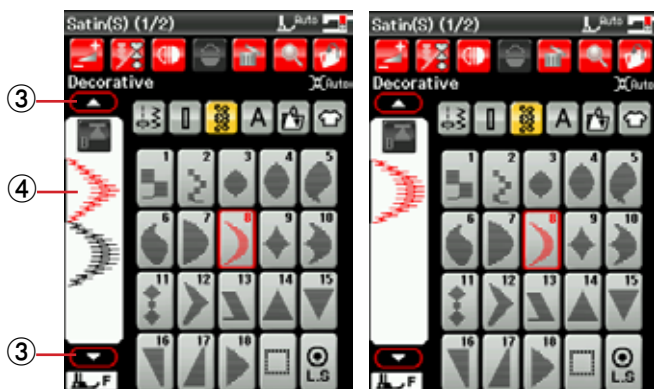 Satin(S) (1/2) Auto
Decorative Auto
③
④
③
B
A
1 2 3 4 5
6 7 8 9 10
11 12 13 14 15
16 17 18
L.S
F
Satin(S) (1/2) Auto
Decorative Auto
B
A
1 2 3 4 5
6 7 8 9 10
11 12 13 14 15
16 17 18
L.S
F